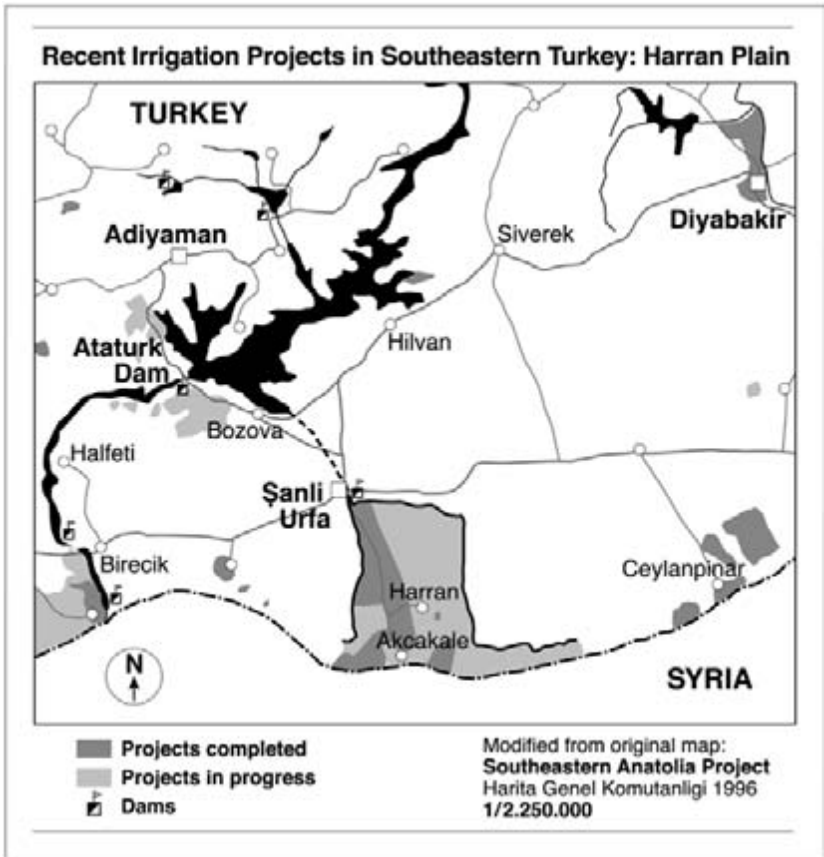 Recent Irrigation Projects in Southeastern Turkey: Harran Plain
TURKEY
Diyabakir
Adiyaman
Siverek
Ataturk
Dam
Hilvan
Bozova
Halfeti
Şanli
Urfa
Birecik
Harran
Ceylanpinar
Akcakale
N
SYRIA
Projects completed
Projects in progress
Dams
Modified from original map:
Southeastern Anatolia Project
Harita Genel Komutanligi 1996
1/2.250.000